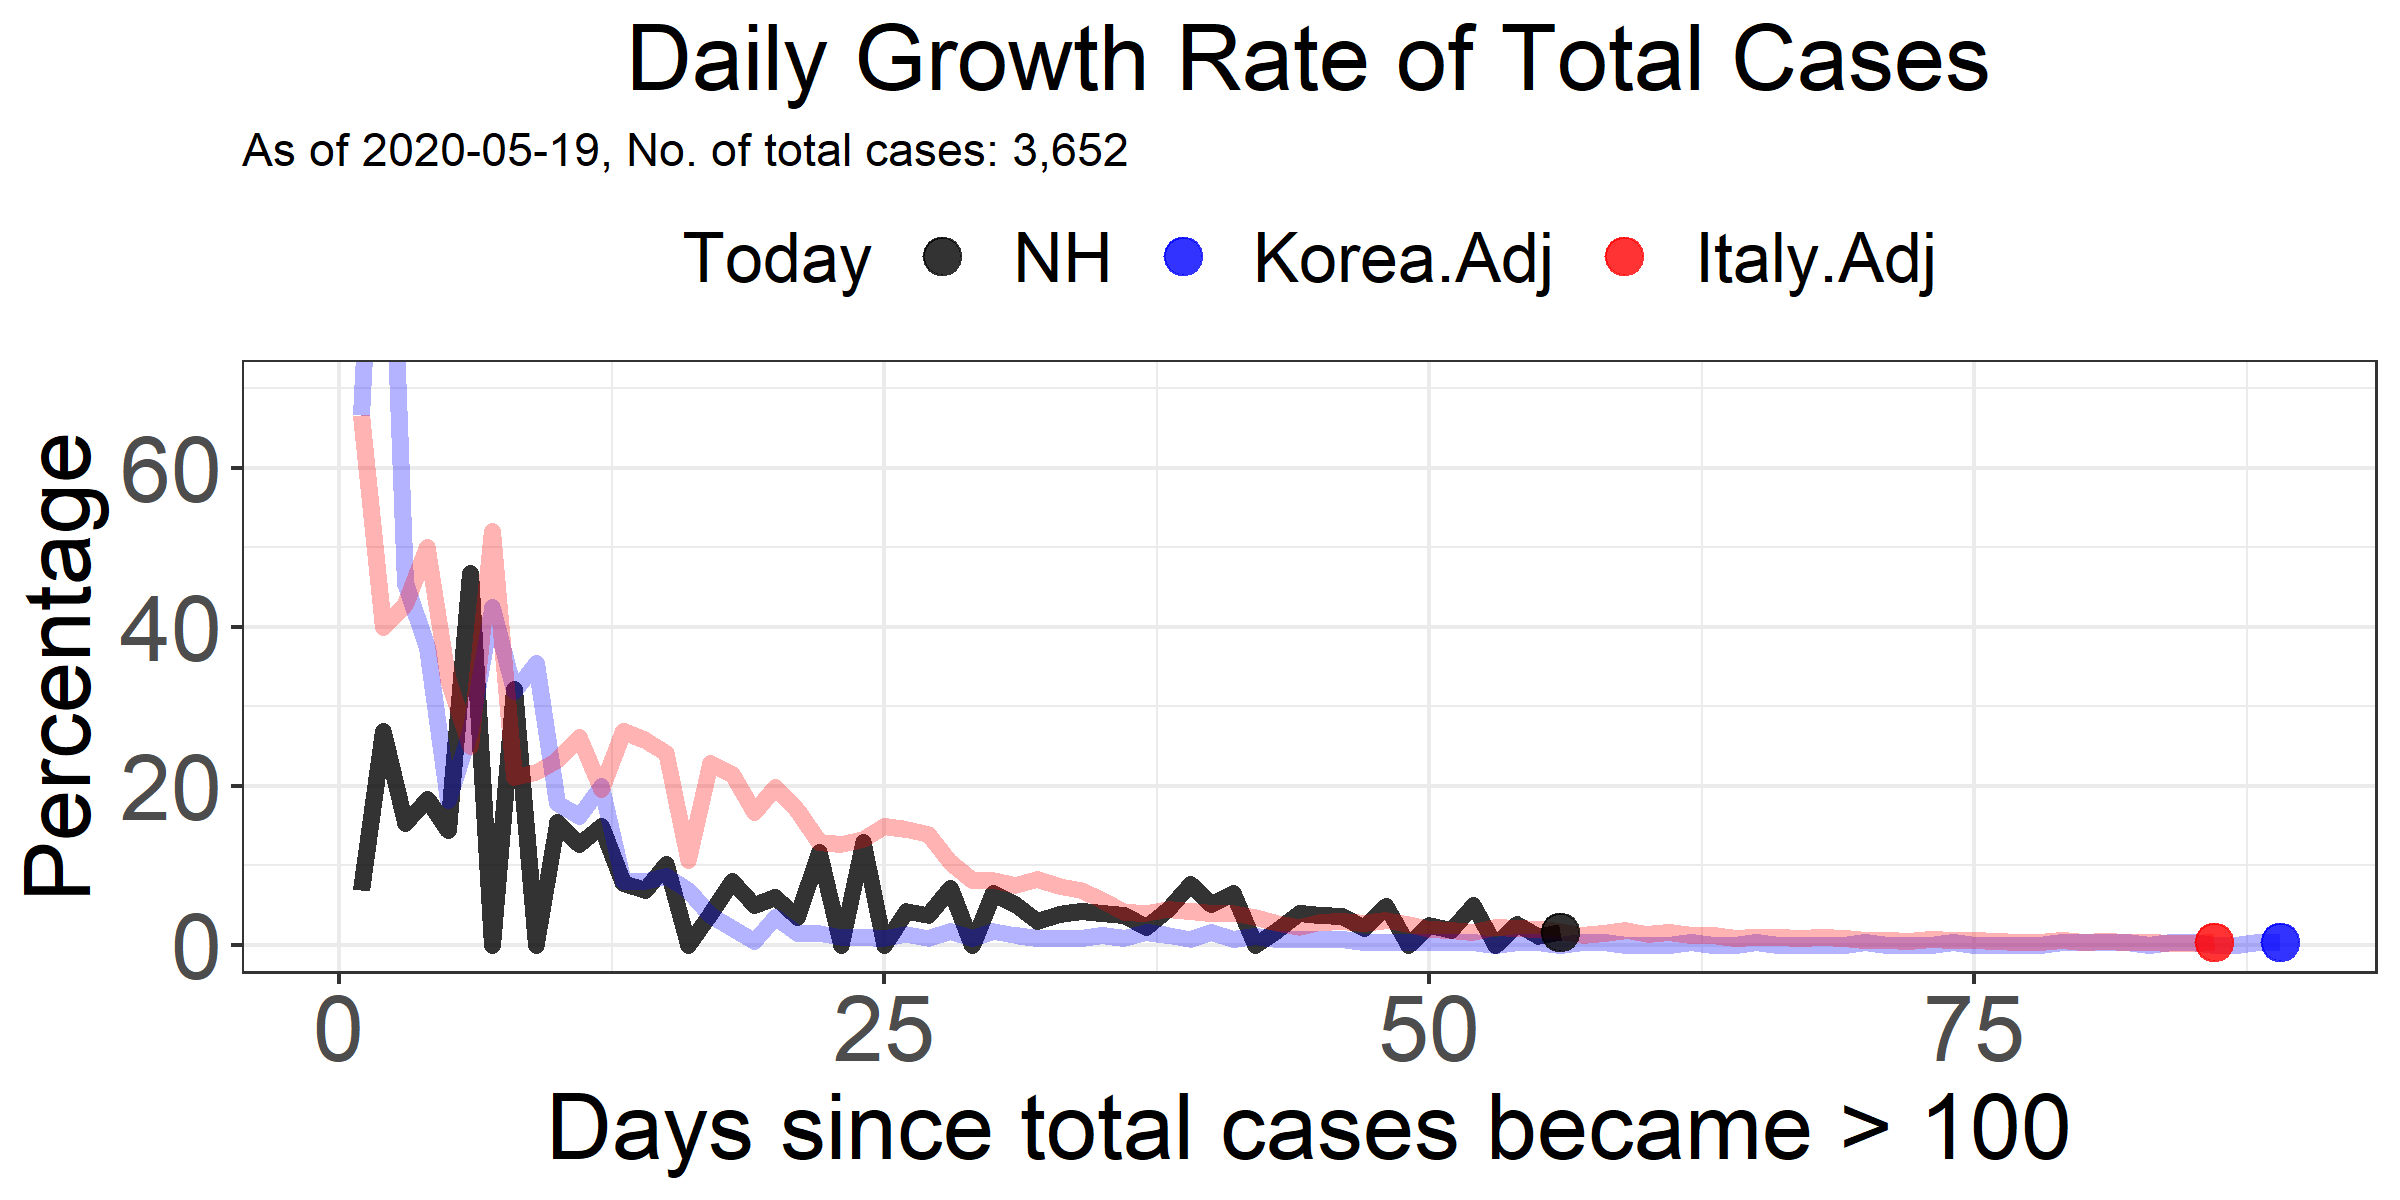 Daily Growth Rate of Total Cases
As of 2020-05-19, No. of total cases: 3,652
Today NH Korea.Adj Italy.Adj
Percentage
60
40
20
0
0 25 50 75
Days since total cases became > 100